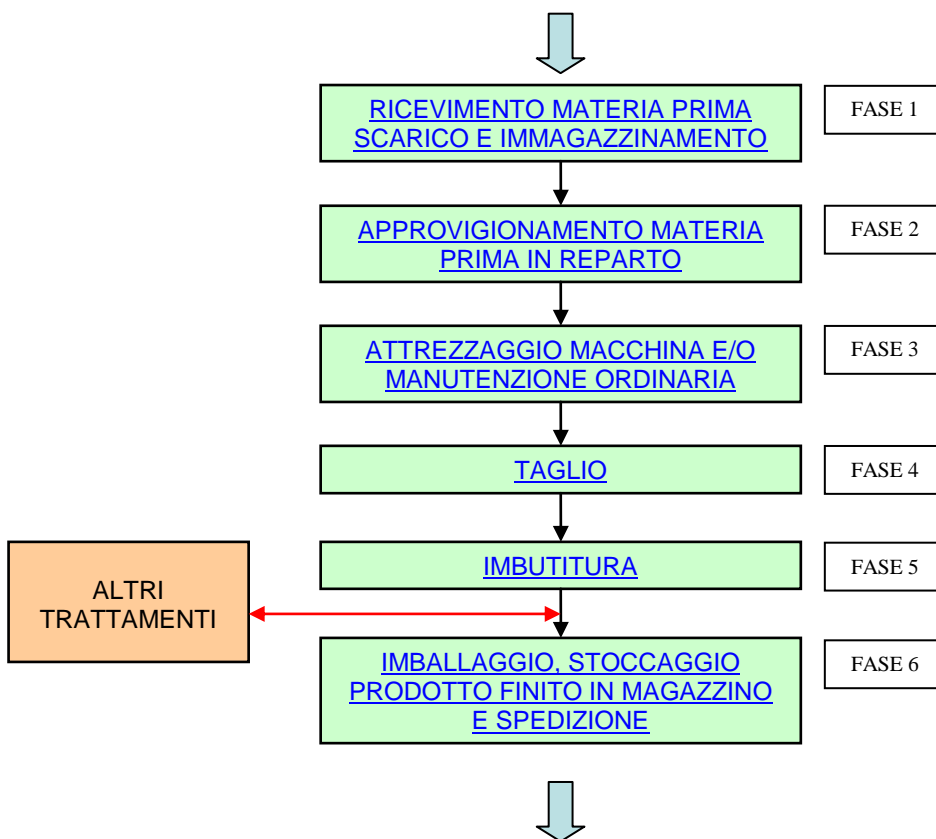 RICEVIMENTO MATERIA PRIMA
SCARICO E IMMAGAZZINAMENTO
FASE 1
APPROVIGIONAMENTO MATERIA
PRIMA IN REPARTO
FASE 2
ATTREZZAGGIO MACCHINA E/O
MANUTENZIONE ORDINARIA
FASE 3
TAGLIO
FASE 4
IMBUTITURA
FASE 5
ALTRI
TRATTAMENTI
IMBALLAGGIO, STOCCAGGIO
PRODOTTO FINITO IN MAGAZZINO
E SPEDIZIONE
FASE 6